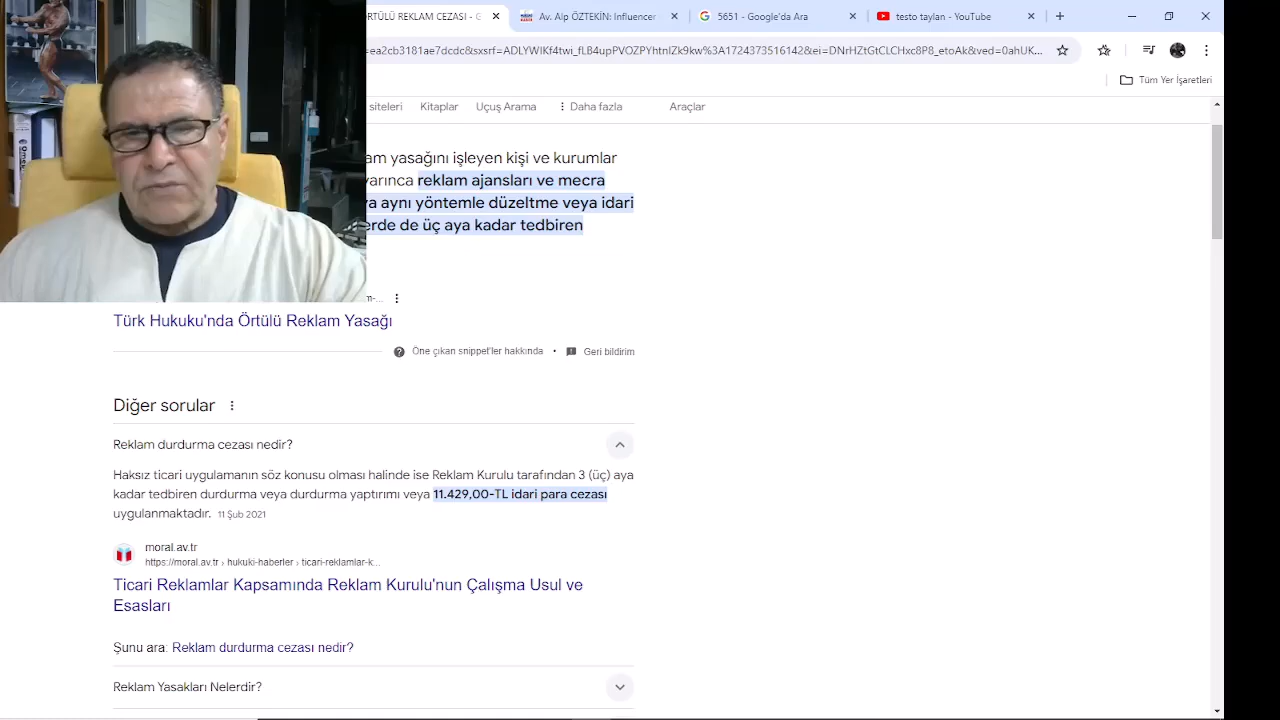 ÖRTÜLÜ REKLAM CEZASI -
Av. Alp ÖZTEKİN: Influencer
Google'da Ara
YouTube
Tüm Yer İşaretleri
siteleri
Kitaplar
Uçuş Arama
Daha fazla
Araçlar
yasağını işleyen kişi ve kurumlar
reklam ajansları ve mecra
aynı yöntemle düzeltme veya idari
de üç aya kadar tedbiren
Türk Hukuku'nda Örtülü Reklam Yasağı
Öne çıkan snippet'ler hakkında • Geri bildirim
Diğer sorular
Reklam durdurma cezası nedir?
Haksız ticari uygulamanın söz konusu olması halinde ise Reklam Kurulu tarafından 3 (üç) aya
kadar tedbiren durdurma veya durdurma yaptırımı veya 11.429,00-TL idari para cezası
uygulanmaktadır. 11 Şub 2021
moral.av.tr
https://moral.av.tr › hukuki-haberler › ticari-reklamlar-k...
Ticari Reklamlar Kapsamında Reklam Kurulu'nun Çalışma Usul ve
Esasları
Şunu ara: Reklam durdurma cezası nedir?
Reklam Yasakları Nelerdir?